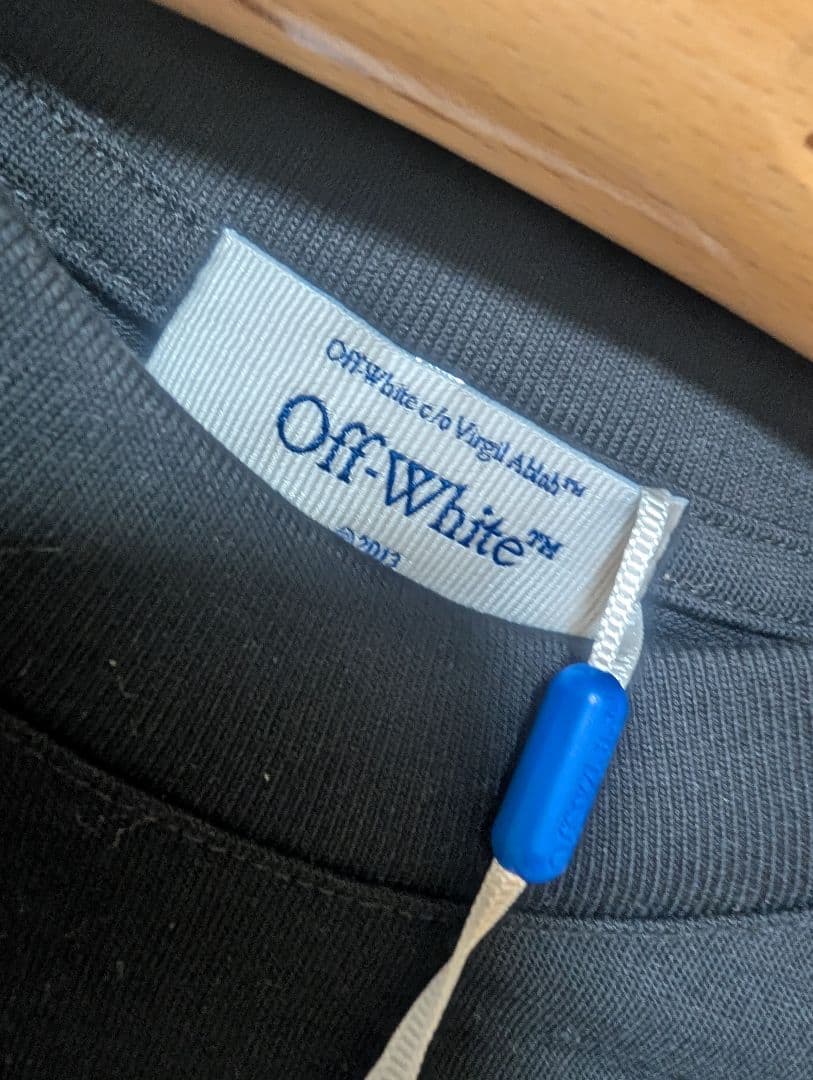 Off-White c/o Virgil Abloh™
Off-White™
©2013